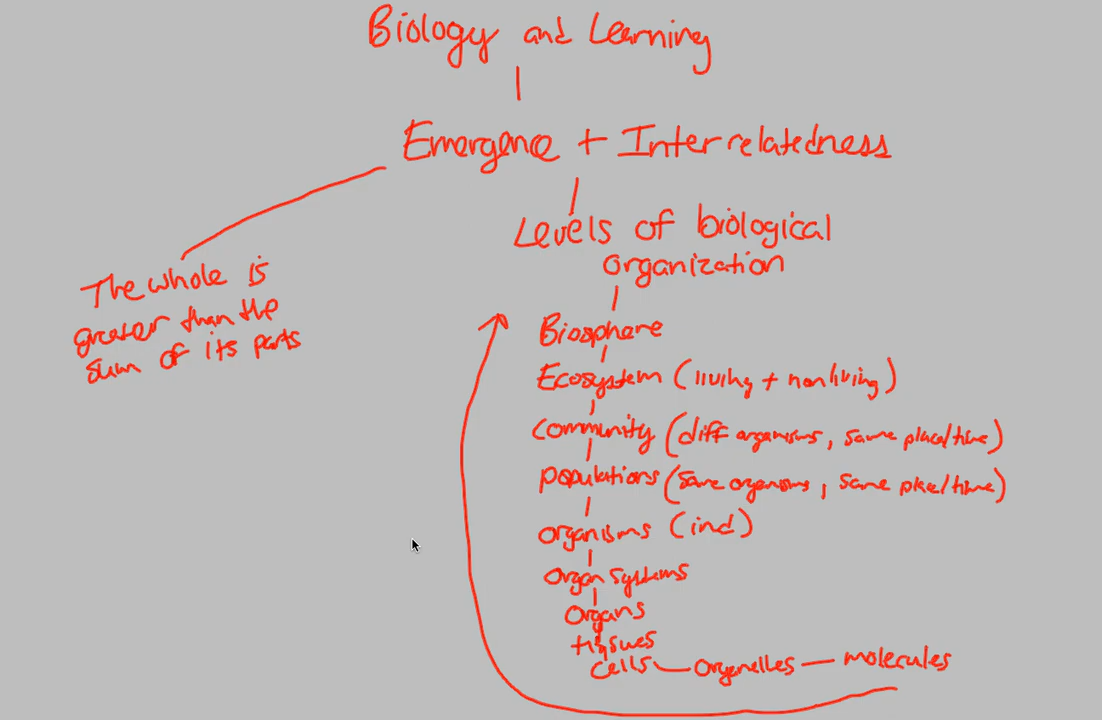 Biology and Learning
Emergence + Interrelatedness
Levels of biological
organization
The whole is
greater than the
sum of its parts
Biosphere
Ecosystem (living + nonliving)
Community (diff organisms, same place/time)
Populations (same organisms, same place/time)
Organisms (ind)
Organ systems
Organs
tissues
Cells — Organelles — molecules